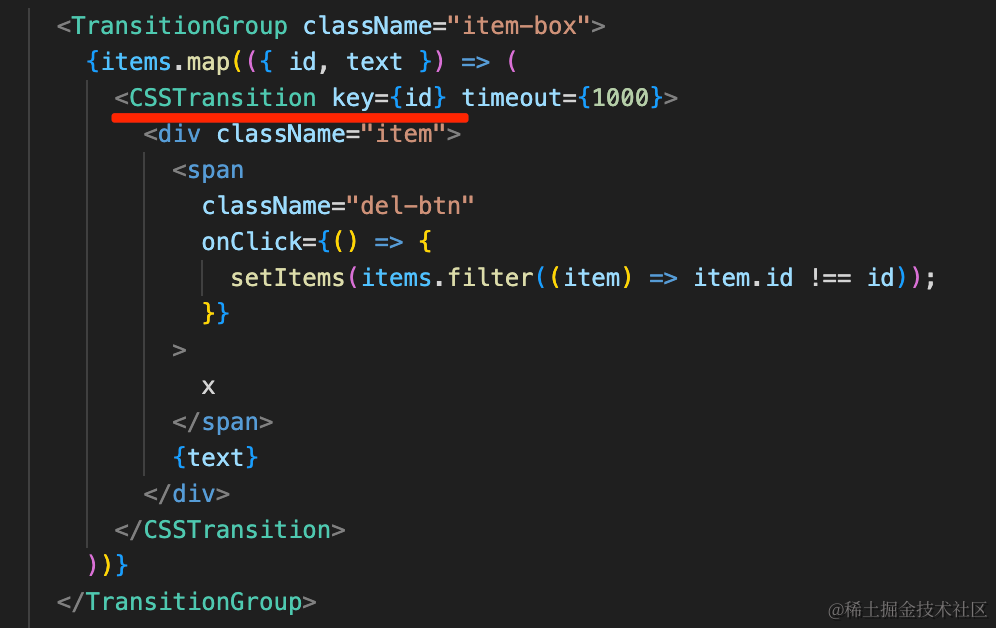 <TransitionGroup className="item-box">
{items.map(({ id, text }) => (
<CSSTransition key={id} timeout={1000}>
<div className="item">
<span
className="del-btn"
onClick={() => {
setItems(items.filter((item) => item.id !== id));
}}
>
x
</span>
{text}
</div>
</CSSTransition>
))}
</TransitionGroup>
@稀土掘金技术社区